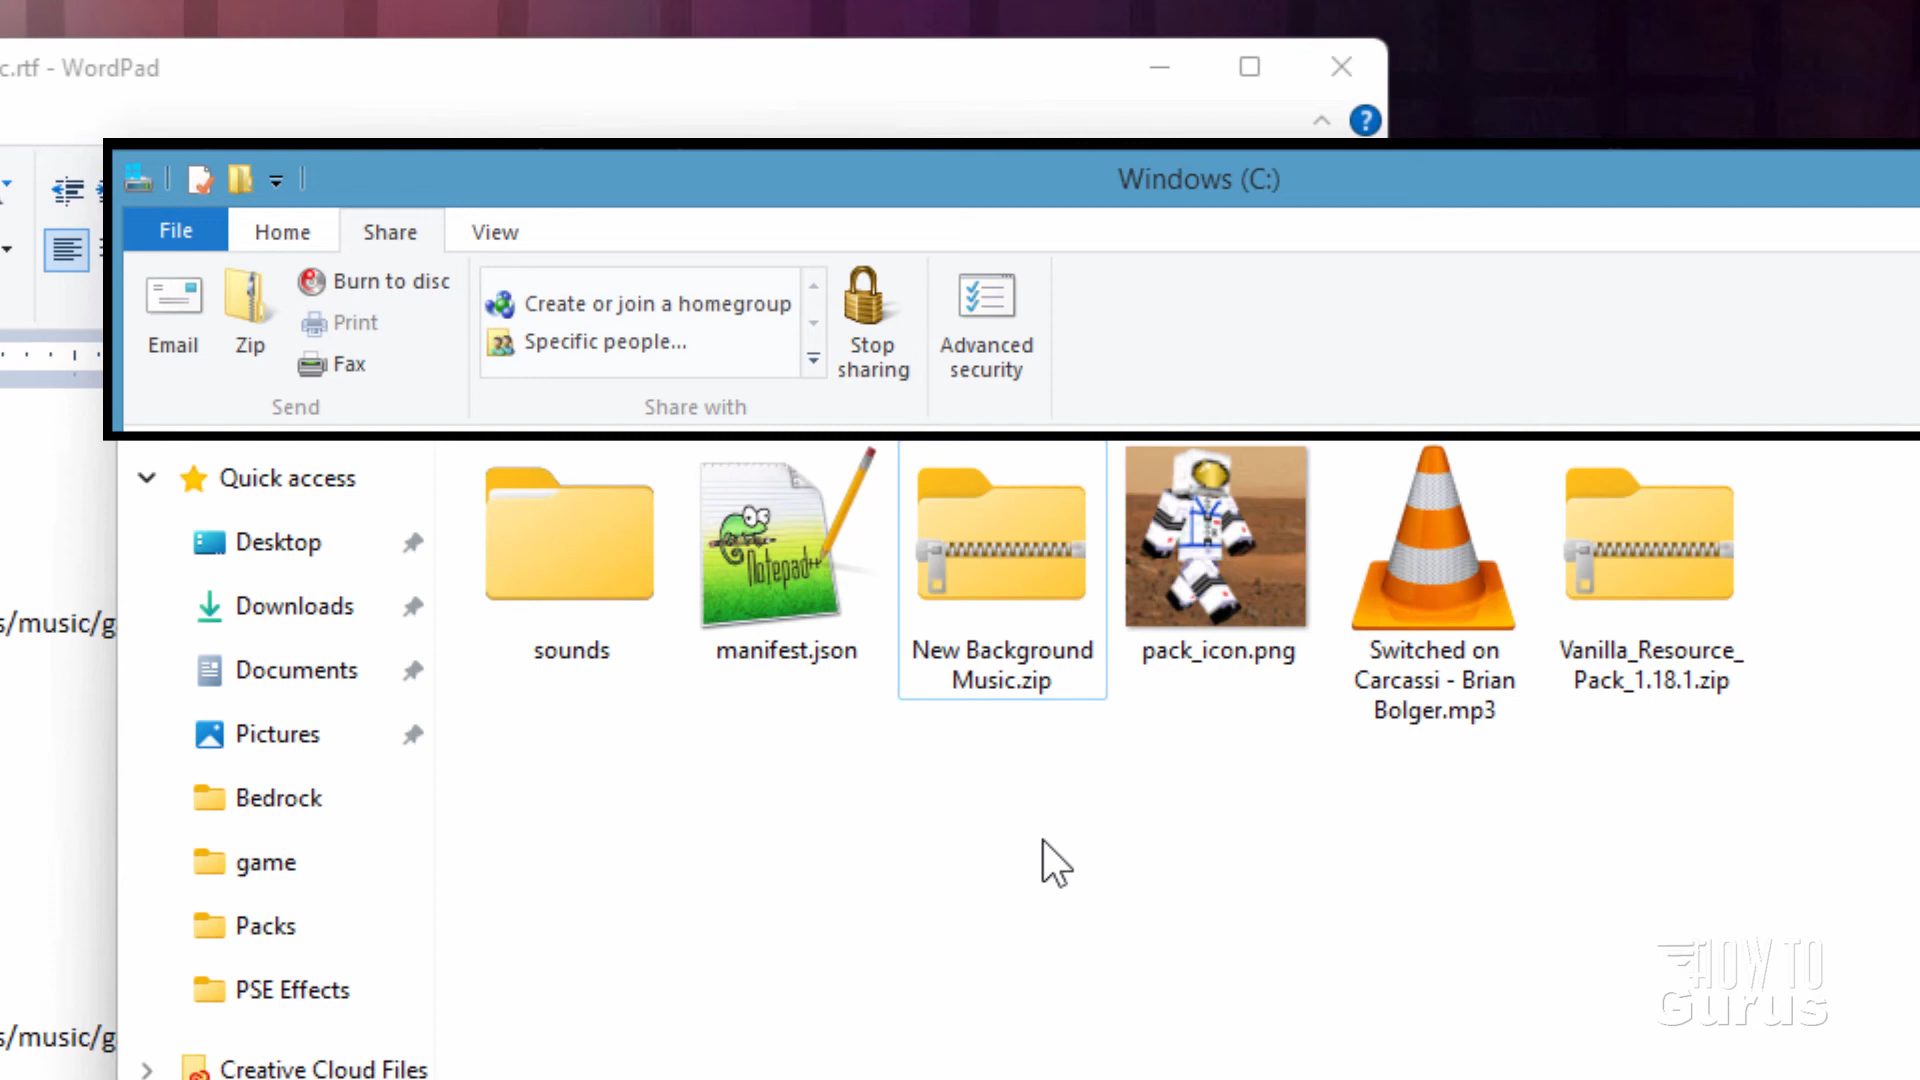 c.rtf - WordPad
Windows (C:)
File Home Share View
Email
Zip
Burn to disc
Print
Fax
Send
Create or join a homegroup
Specific people...
Share with
Stop
sharing
Advanced
security
Quick access
Desktop
Downloads
Documents
Pictures
Bedrock
game
Packs
PSE Effects
Creative Cloud Files
s/music/g
s/music/g
sounds
Notepad++
manifest.json
New Background
Music.zip
pack_icon.png
Switched on
Carcassi - Brian
Bolger.mp3
Vanilla_Resource_
Pack_1.18.1.zip
HOW TO
Gurus